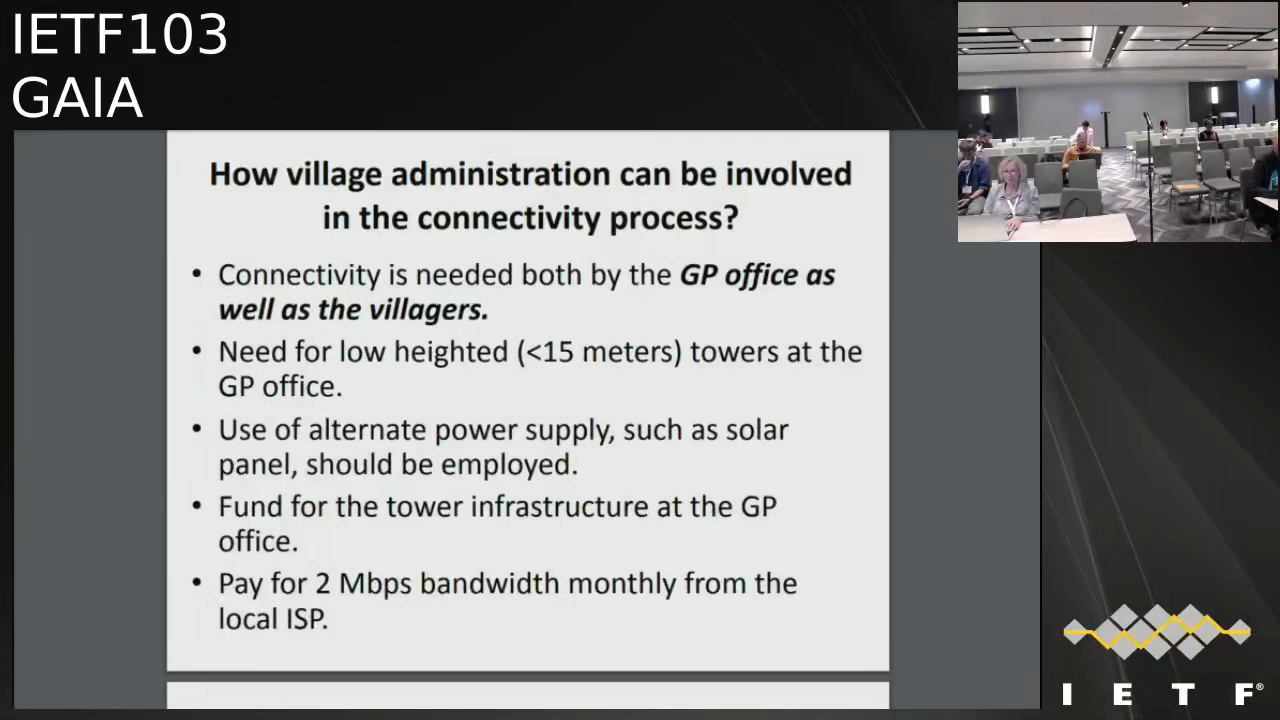 IETF103
GAIA
How village administration can be involved
in the connectivity process?
• Connectivity is needed both by the GP office as
well as the villagers.
• Need for low heighted (<15 meters) towers at the
GP office.
• Use of alternate power supply, such as solar
panel, should be employed.
• Fund for the tower infrastructure at the GP
office.
• Pay for 2 Mbps bandwidth monthly from the
local ISP.
I E T F®